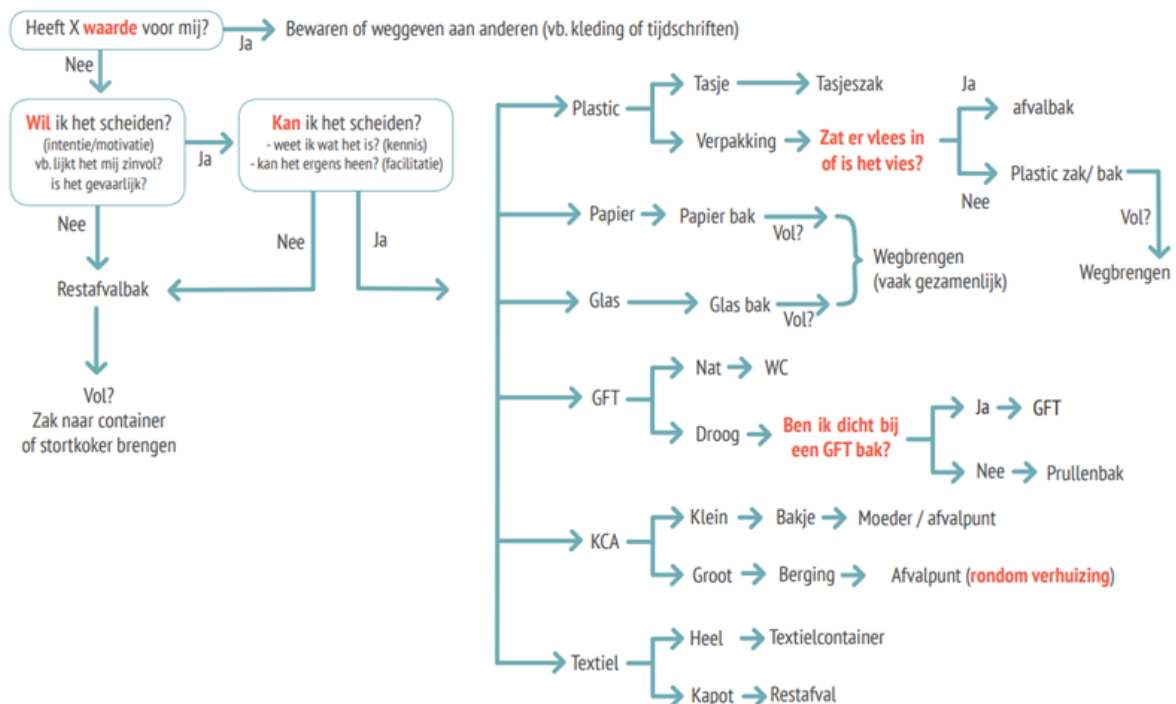 Heeft X waarde voor mij?
Ja
Bewaren of weggeven aan anderen (vb. kleding of tijdschriften)
Nee
Wil ik het scheiden?
(intentie/motivatie)
vb. lijkt het mij zinvol?
is het gevaarlijk?
Ja
Kan ik het scheiden?
- weet ik wat het is? (kennis)
- kan het ergens heen? (facilitatie)
Nee
Nee
Ja
Restafvalbak
Vol?
Zak naar container
of stortkoker brengen
Plastic
Tasje
Tasjeszak
Verpakking
Zat er vlees in
of is het vies?
Ja
afvalbak
Nee
Plastic zak/ bak
Vol?
Wegbrengen
Papier
Papier bak
Vol?
Glas
Glas bak
Vol?
Wegbrengen
(vaak gezamenlijk)
GFT
Nat
WC
Droog
Ben ik dicht bij
een GFT bak?
Ja
GFT
Nee
Prullenbak
KCA
Klein
Bakje
Moeder / afvalpunt
Groot
Berging
Afvalpunt (rondom verhuizing)
Textiel
Heel
Textielcontainer
Kapot
Restafval